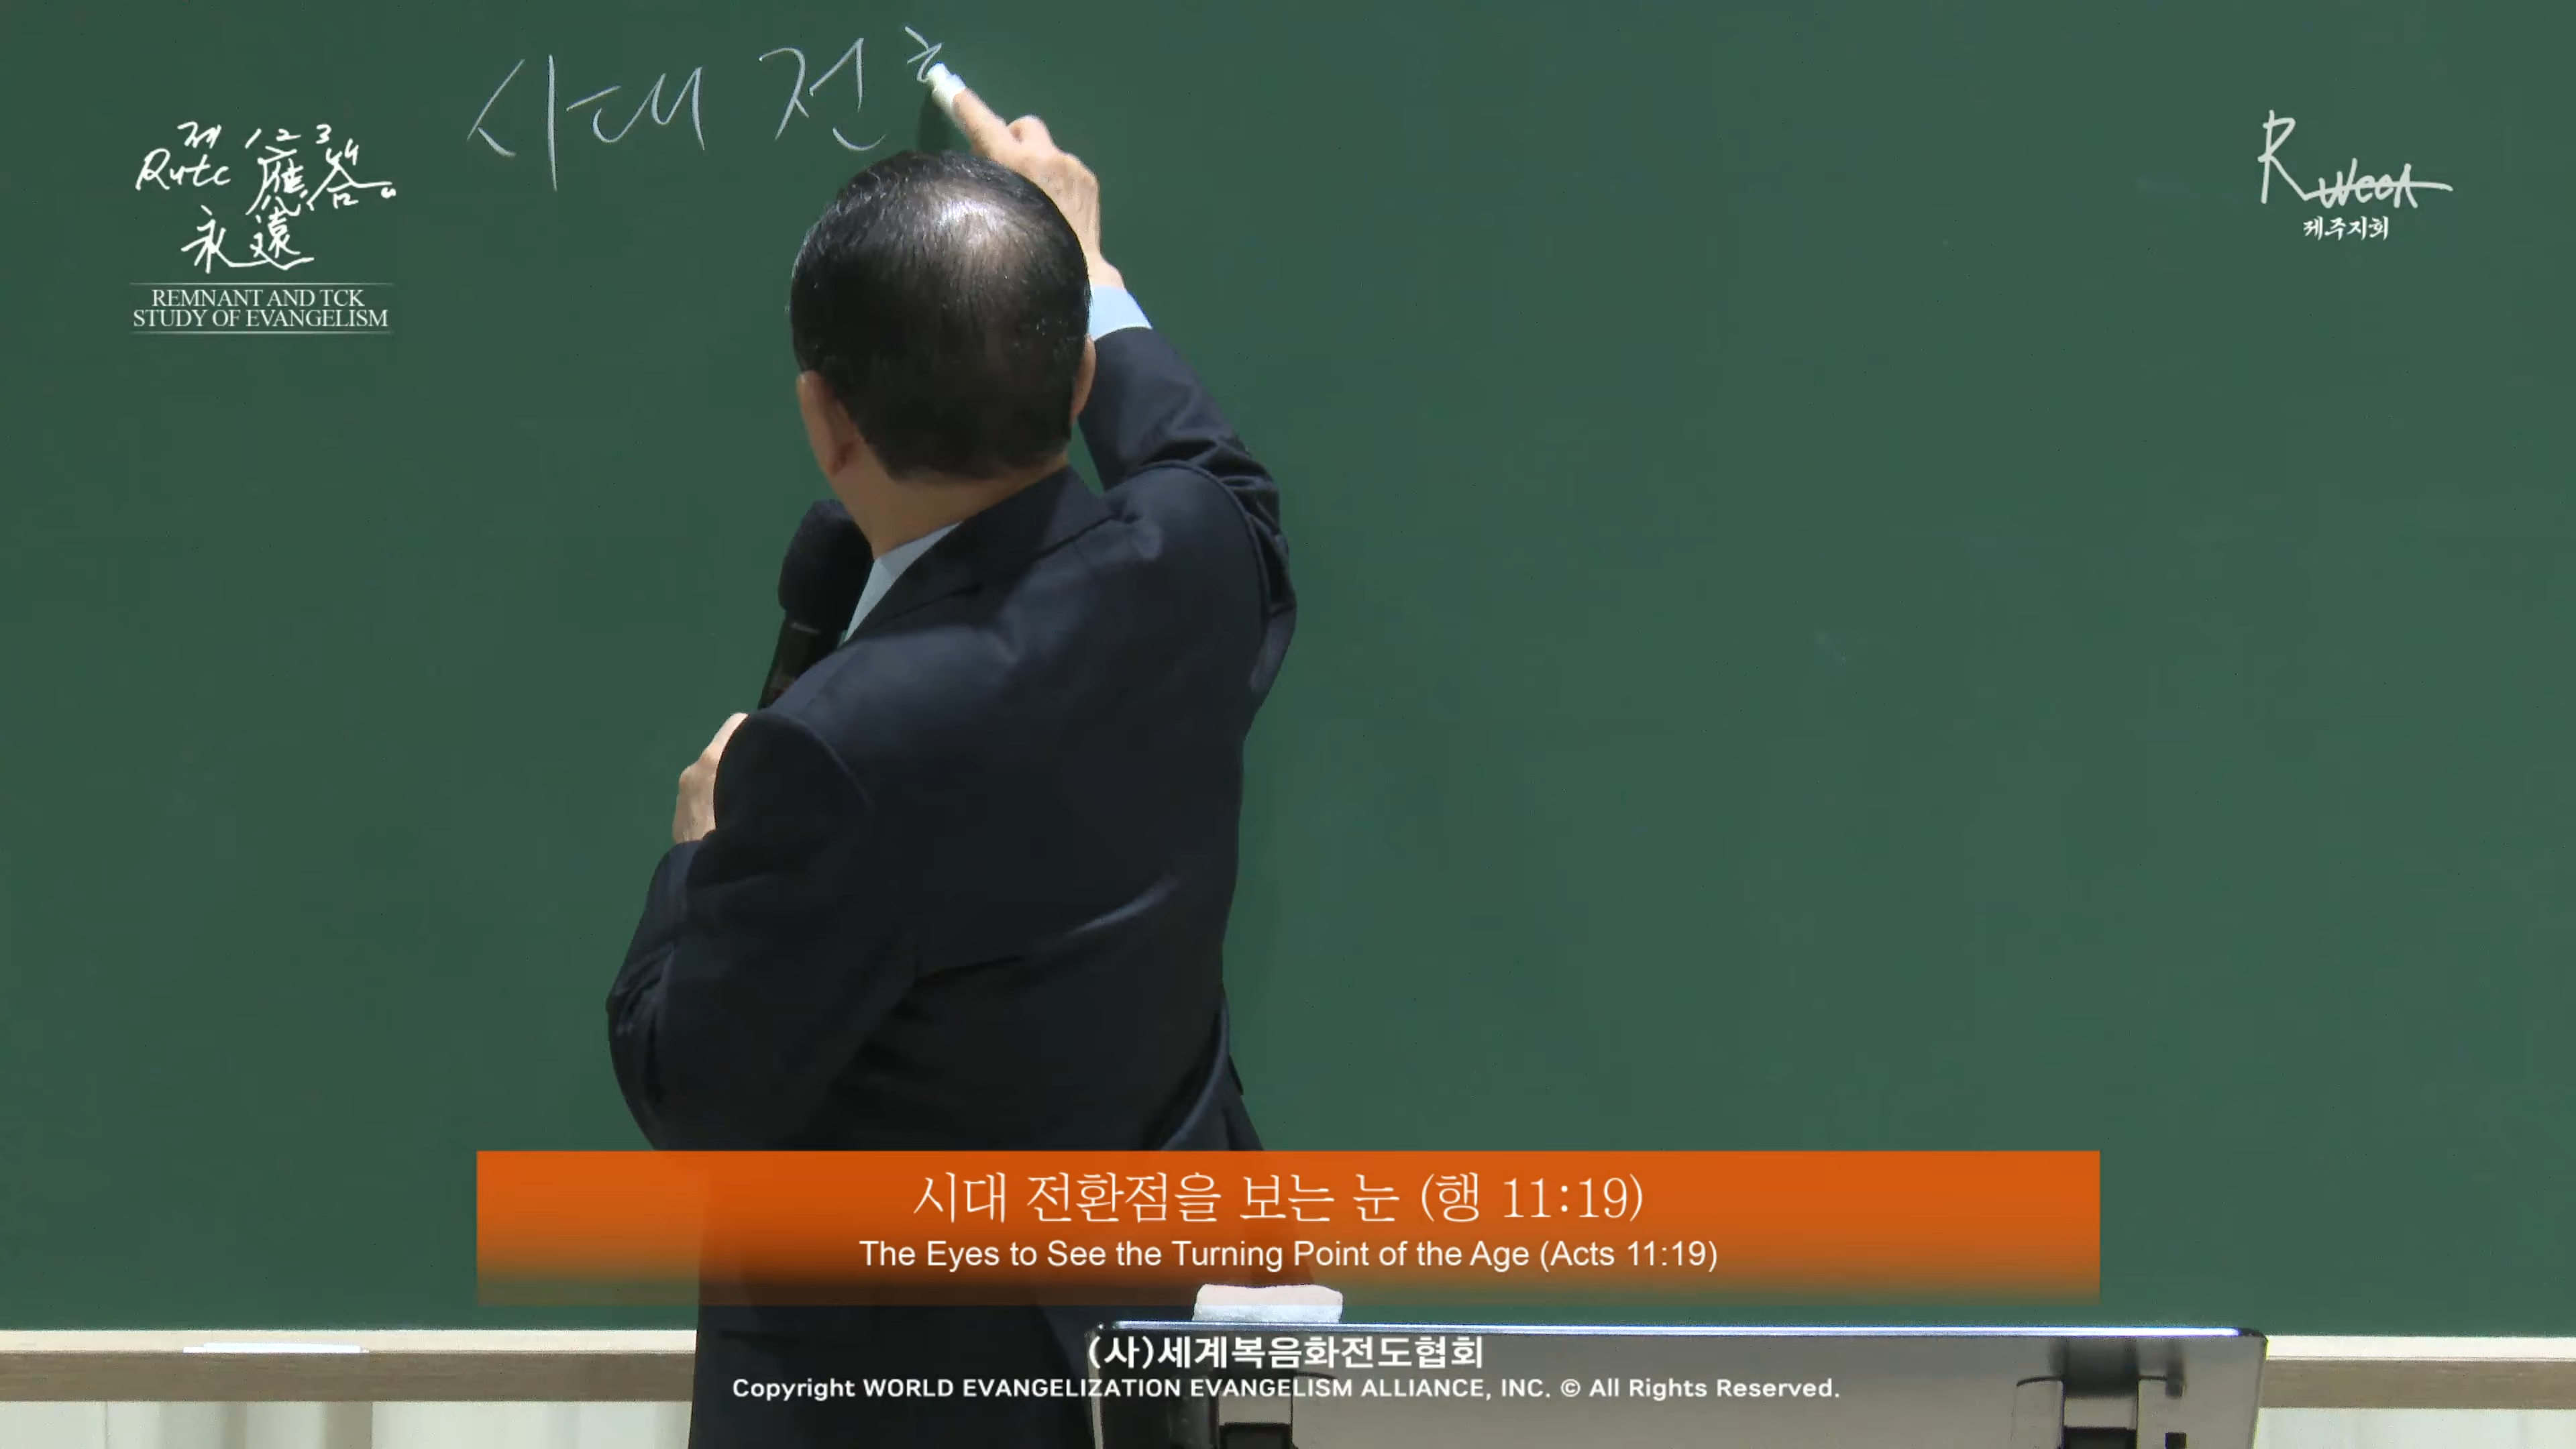 시대 전
제 1 2 3
Rutc 應答
永遠
REMNANT AND TCK
STUDY OF EVANGELISM
R Week
제주지회
시대 전환점을 보는 눈 (행 11:19)
The Eyes to See the Turning Point of the Age (Acts 11:19)
(사)세계복음화전도협회
Copyright WORLD EVANGELIZATION EVANGELISM ALLIANCE, INC. © All Rights Reserved.